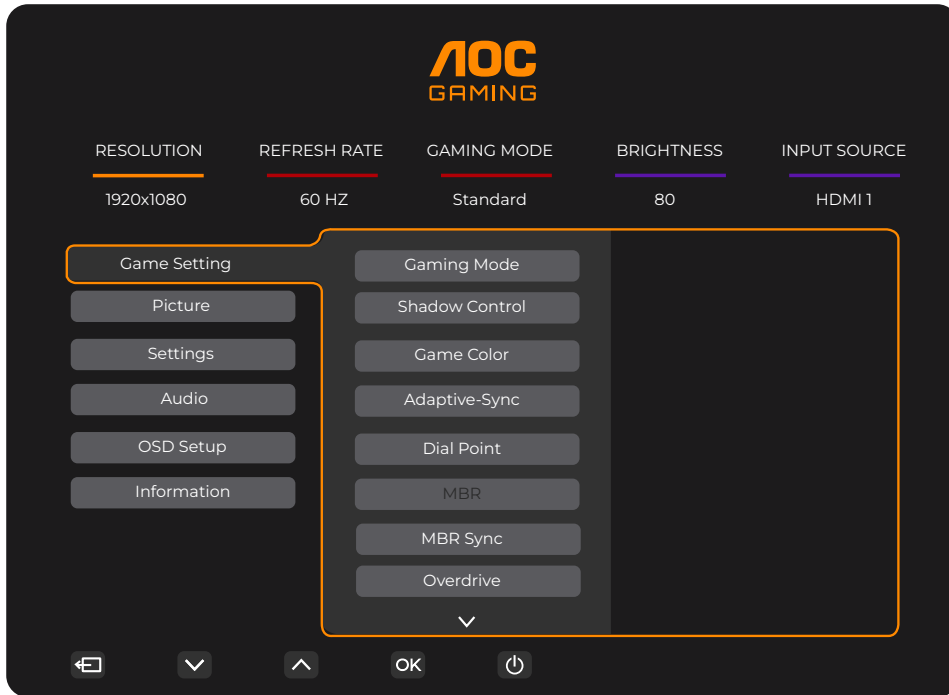 AOC
GAMING
RESOLUTION REFRESH RATE GAMING MODE BRIGHTNESS INPUT SOURCE
1920x1080 60 HZ Standard 80 HDMI 1
Game Setting
Picture
Settings
Audio
OSD Setup
Information
Gaming Mode
Shadow Control
Game Color
Adaptive-Sync
Dial Point
MBR
MBR Sync
Overdrive
OK